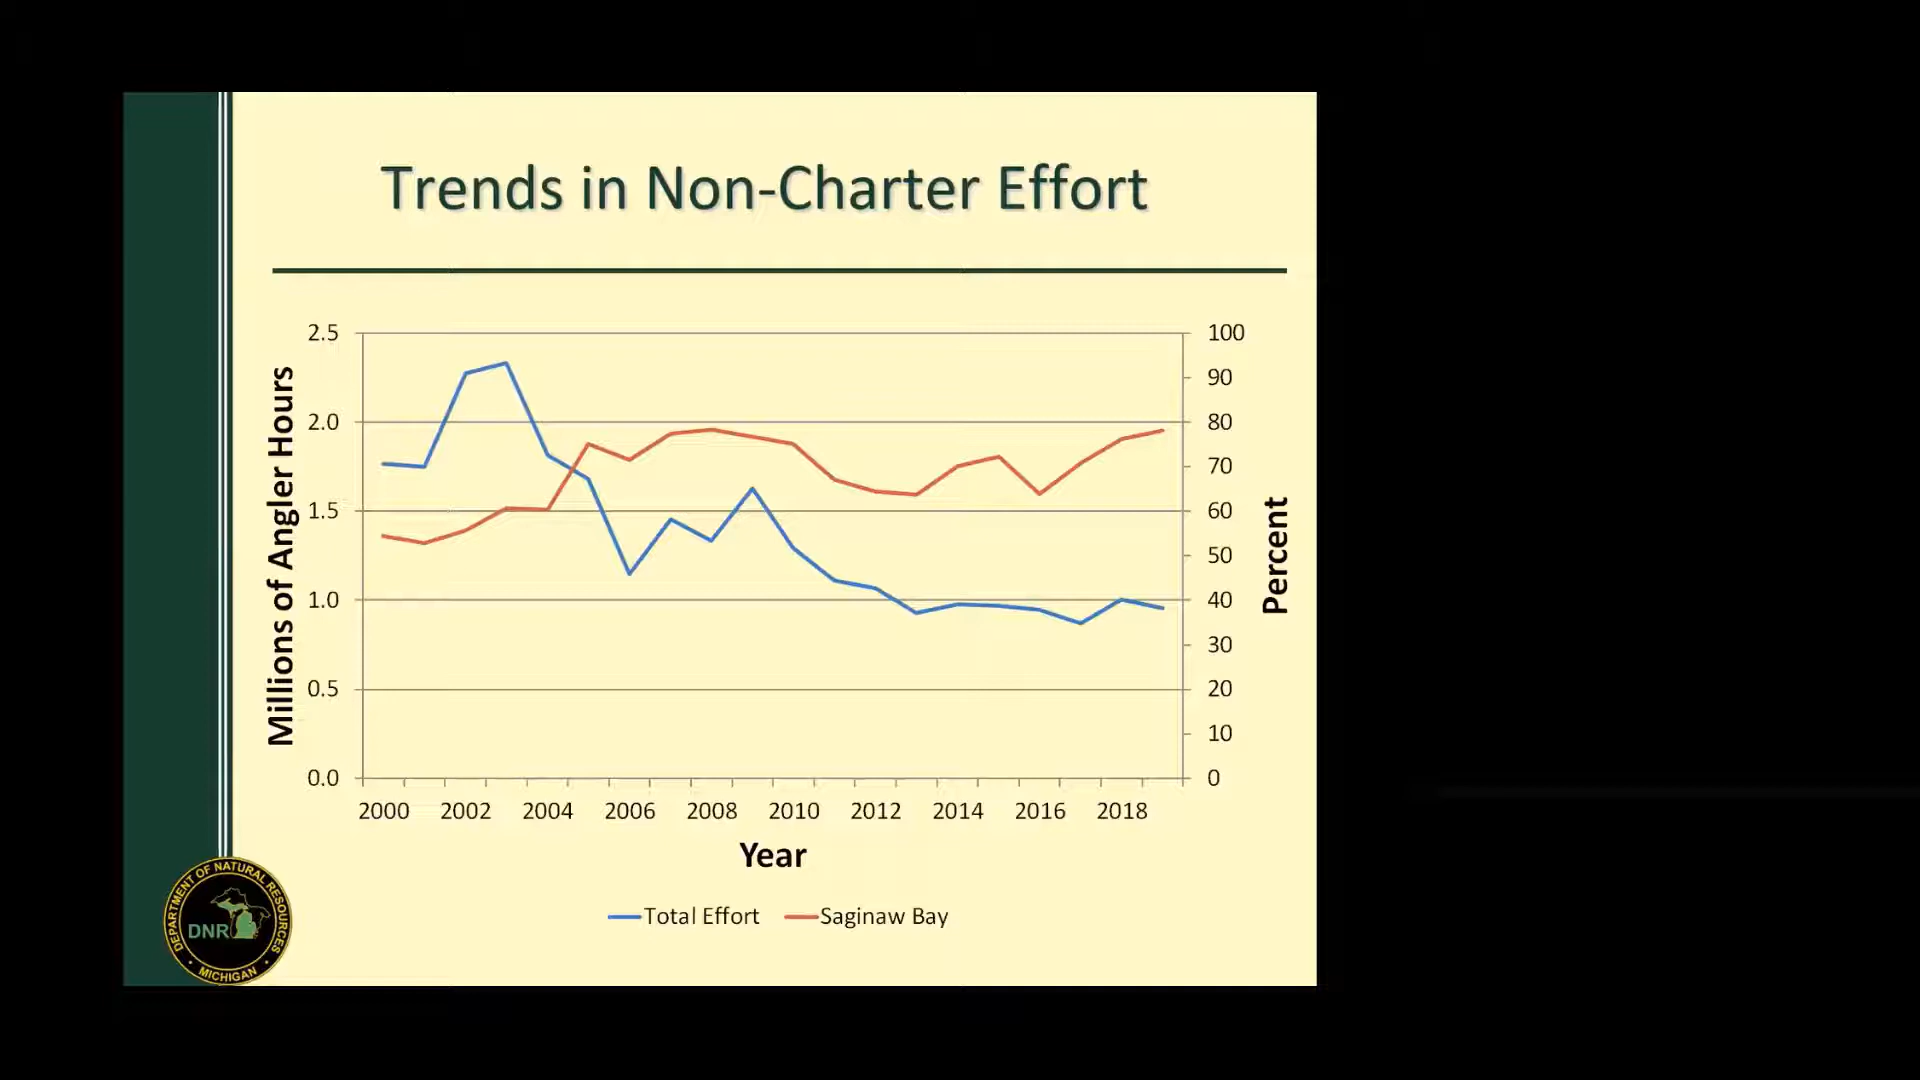 Trends in Non-Charter Effort
Millions of Angler Hours
2.5
2.0
1.5
1.0
0.5
0.0
100
90
80
70
60
50
40
30
20
10
0
Percent
2000 2002 2004 2006 2008 2010 2012 2014 2016 2018
Year
Total Effort Saginaw Bay
DEPARTMENT OF NATURAL RESOURCES
DNR
MICHIGAN